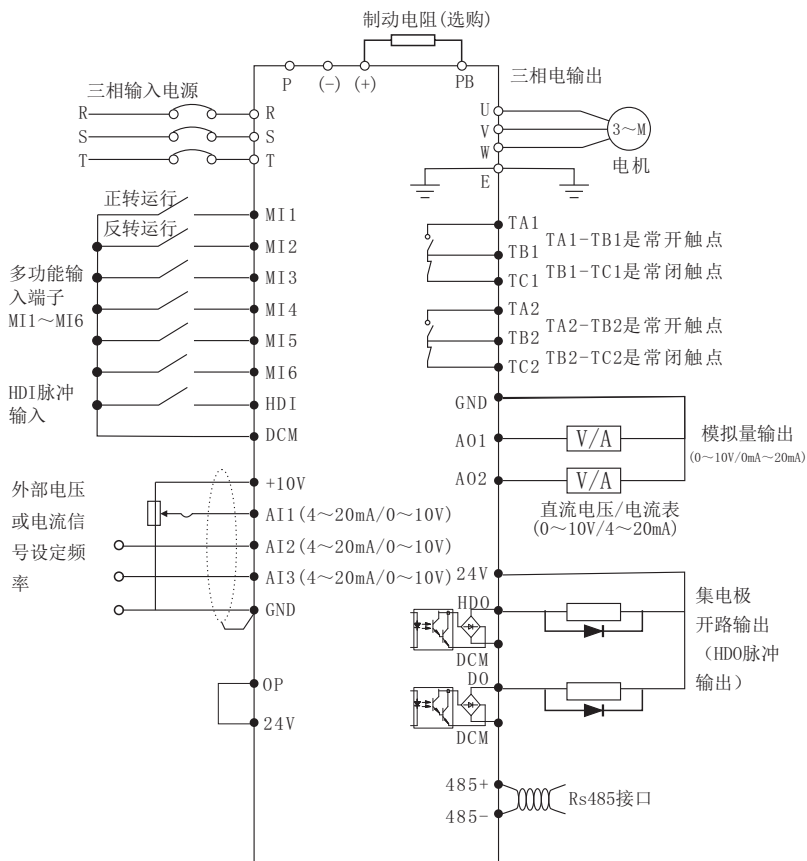 制动电阻(选购)
P
(-)
(+)
PB
三相输入电源
R
R
S
S
T
T
三相电输出
U
V
W
3～M
电机
E
正转运行
MI1
反转运行
MI2
MI3
MI4
MI5
MI6
HDI
DCM
多功能输
入端子
MI1～MI6
HDI脉冲
输入
TA1
TB1
TC1
TA1-TB1是常开触点
TB1-TC1是常闭触点
TA2
TB2
TC2
TA2-TB2是常开触点
TB2-TC2是常闭触点
GND
AO1
V/A
AO2
V/A
模拟量输出
(0～10V/0mA～20mA)
直流电压/电流表
(0～10V/4～20mA)
外部电压
或电流信
号设定频
率
+10V
AI1(4～20mA/0～10V)
AI2(4～20mA/0～10V)
AI3(4～20mA/0～10V)
GND
24V
HDO
DCM
DO
DCM
集电极
开路输出
（HDO脉冲
输出）
OP
24V
485+
485-
Rs485接口